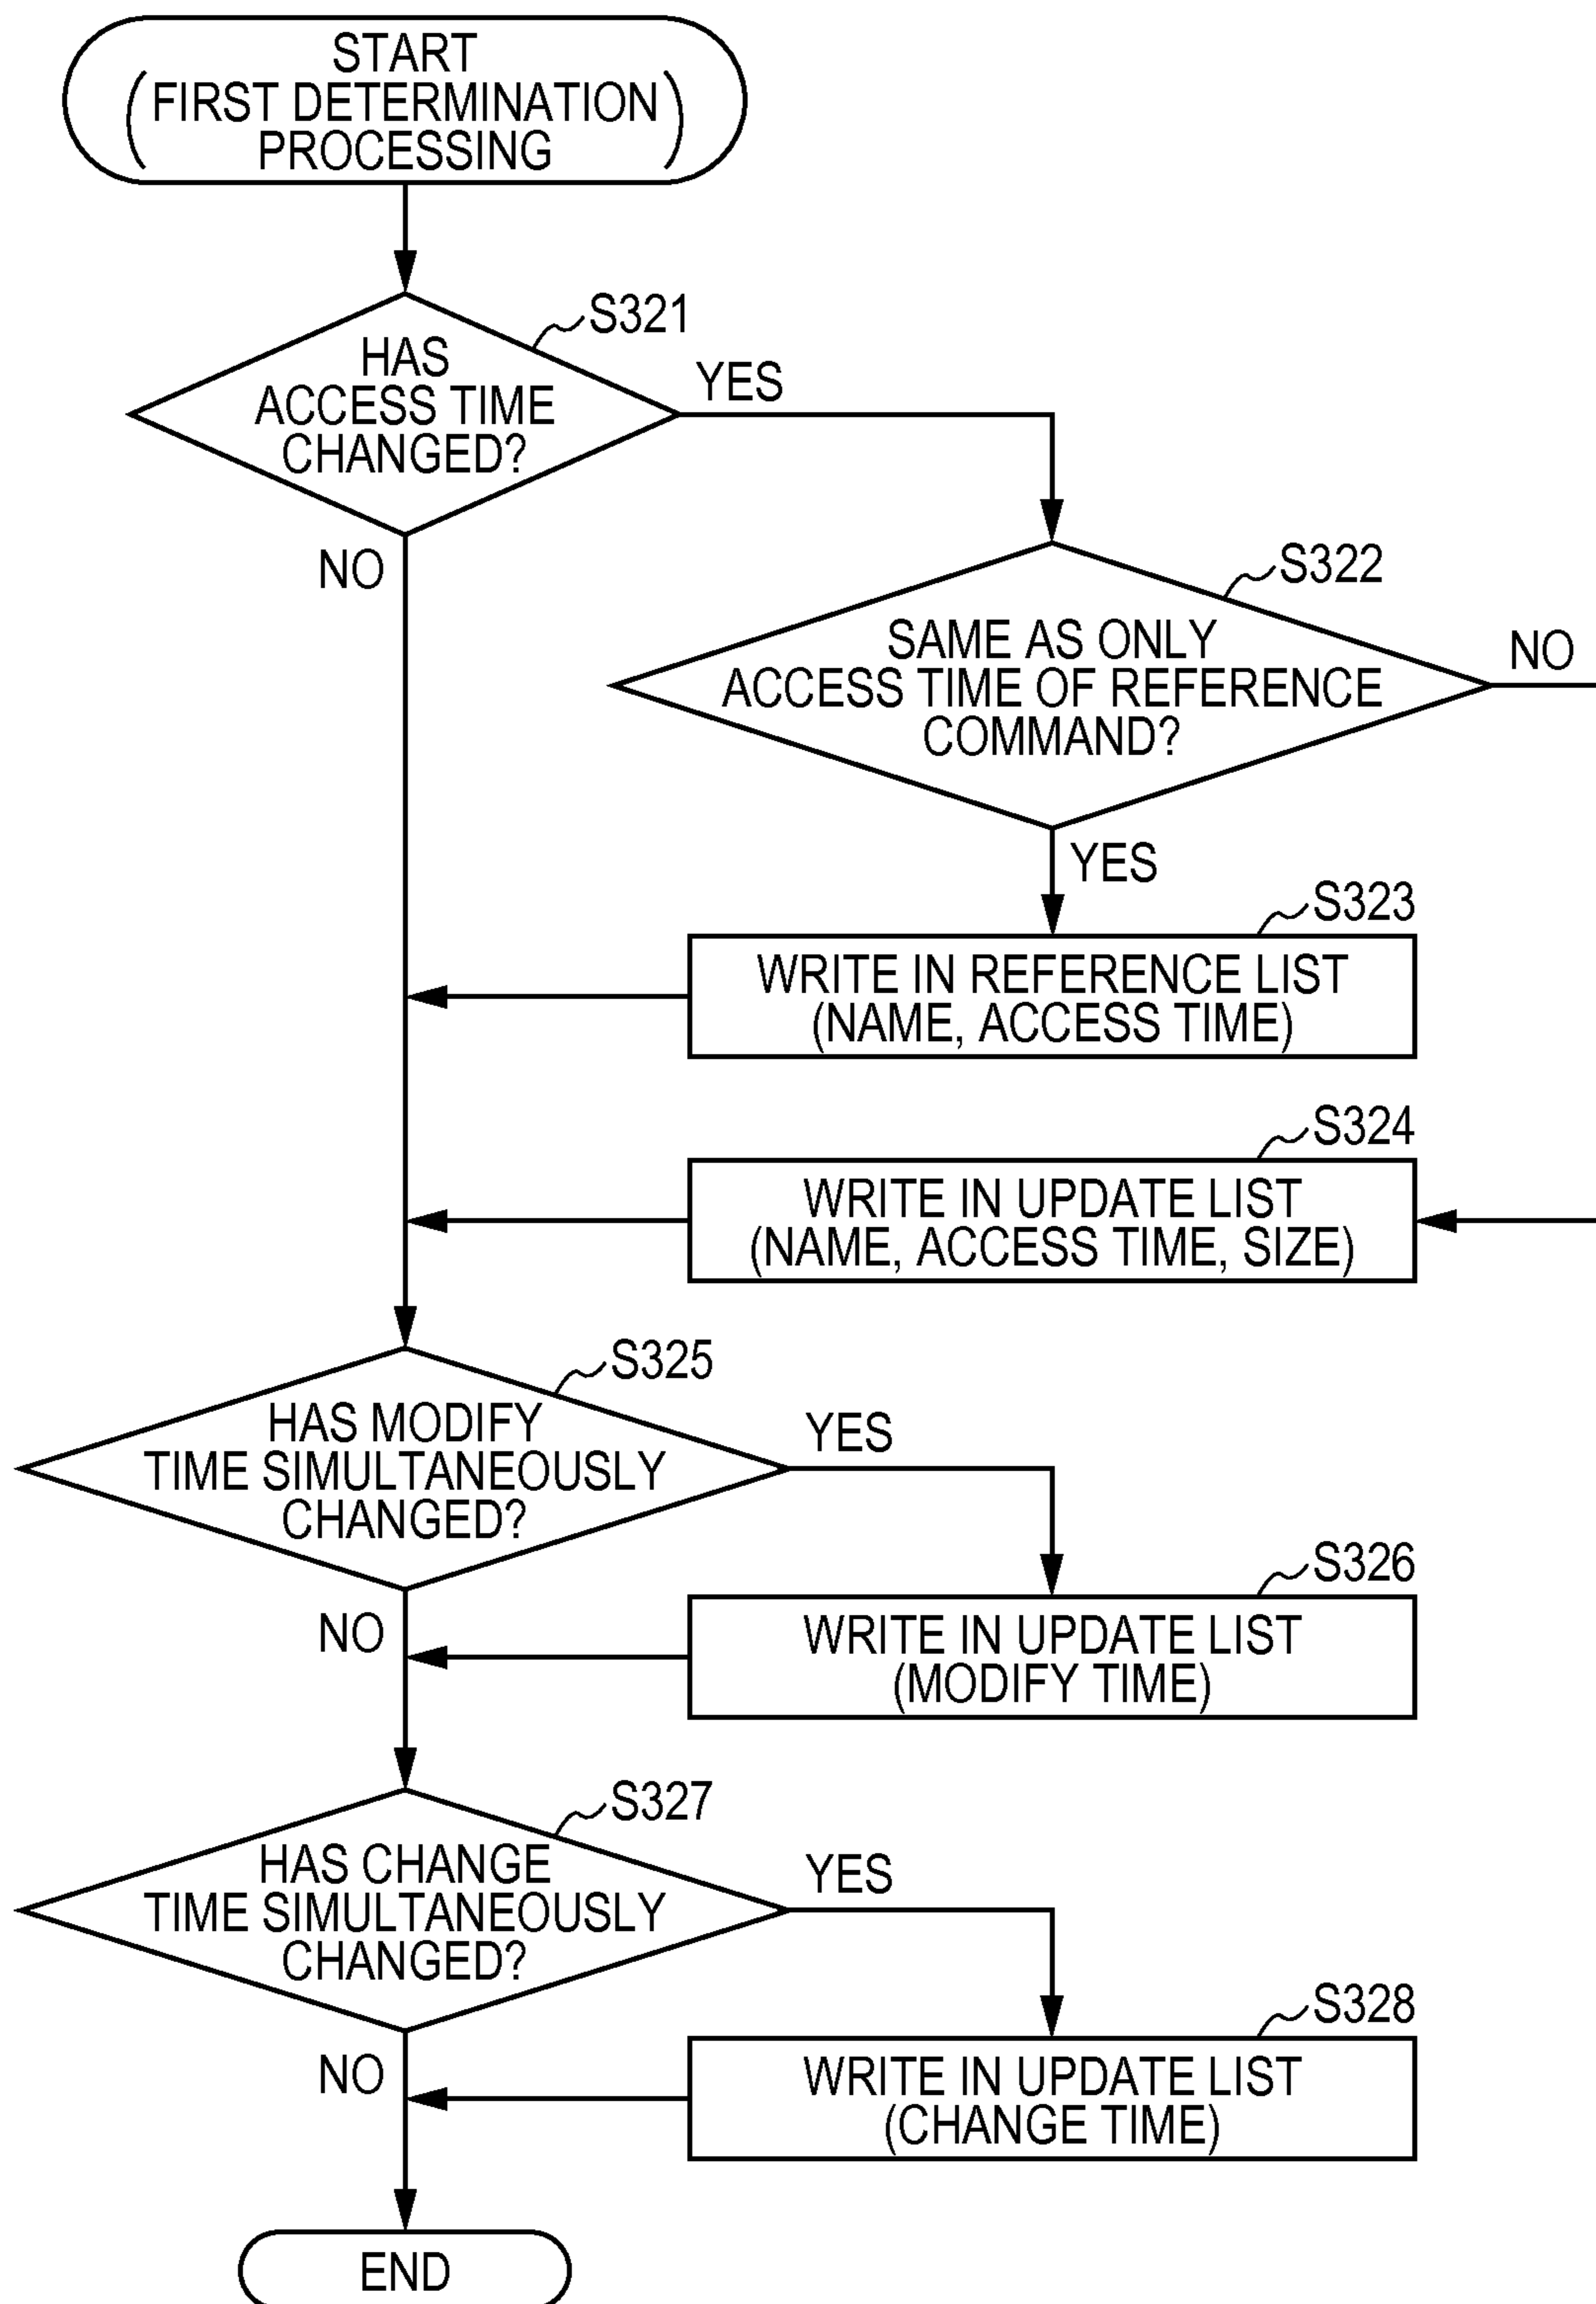 START
(FIRST DETERMINATION
PROCESSING)
S321
HAS
ACCESS TIME
CHANGED?
YES
NO
S322
SAME AS ONLY
ACCESS TIME OF REFERENCE
COMMAND?
NO
YES
S323
WRITE IN REFERENCE LIST
(NAME, ACCESS TIME)
S324
WRITE IN UPDATE LIST
(NAME, ACCESS TIME, SIZE)
S325
HAS MODIFY
TIME SIMULTANEOUSLY
CHANGED?
YES
NO
S326
WRITE IN UPDATE LIST
(MODIFY TIME)
S327
HAS CHANGE
TIME SIMULTANEOUSLY
CHANGED?
YES
NO
S328
WRITE IN UPDATE LIST
(CHANGE TIME)
END